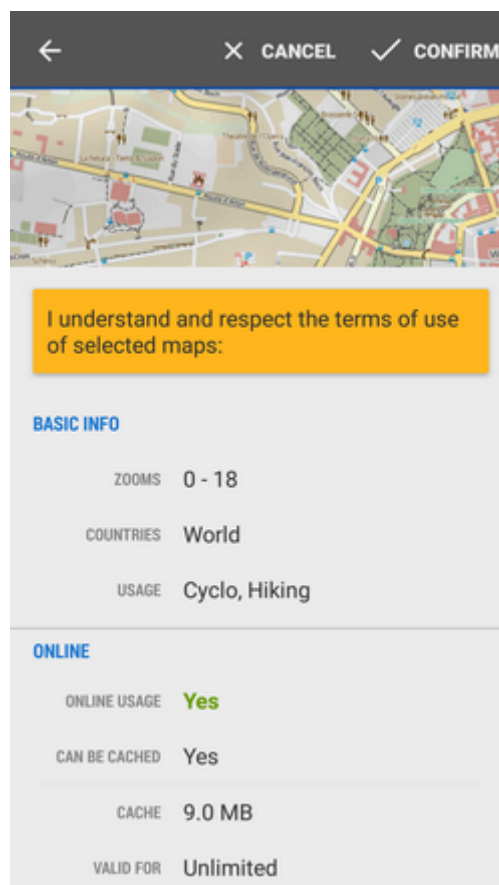 CANCEL CONFIRM
I understand and respect the terms of use
of selected maps:
BASIC INFO
ZOOMS 0 - 18
COUNTRIES World
USAGE Cyclo, Hiking
ONLINE
ONLINE USAGE Yes
CAN BE CACHED Yes
CACHE 9.0 MB
VALID FOR Unlimited